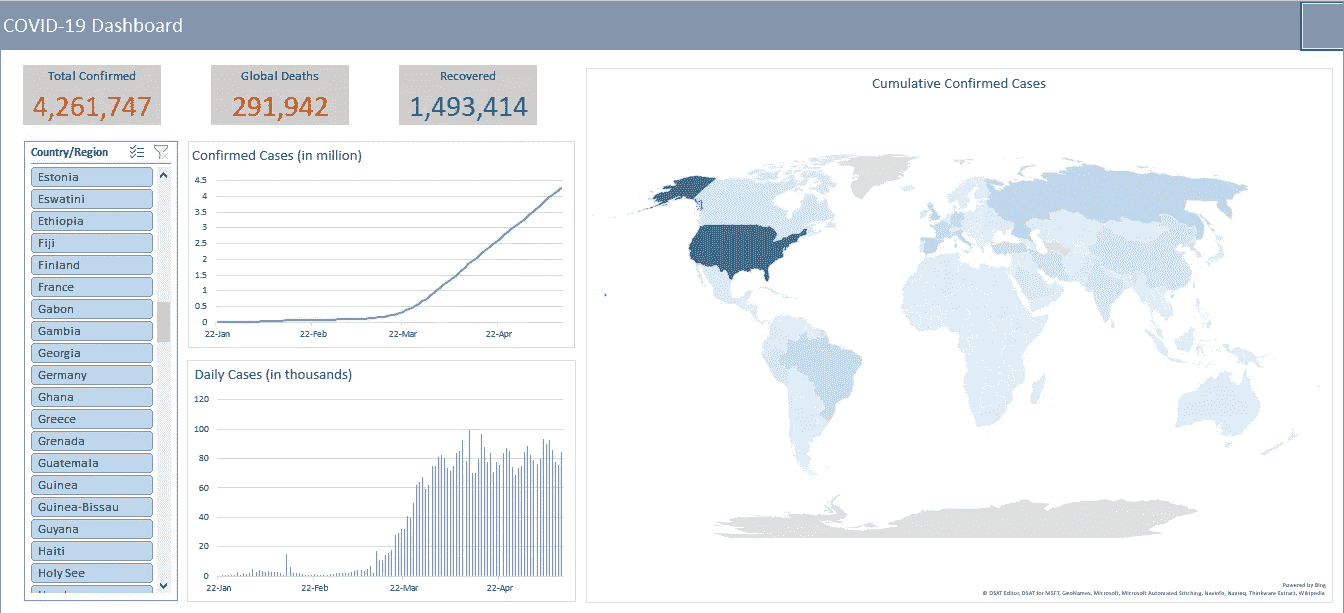 COVID-19 Dashboard
Total Confirmed
4,261,747
Global Deaths
291,942
Recovered
1,493,414
Country/Region
Estonia
Eswatini
Ethiopia
Fiji
Finland
France
Gabon
Gambia
Georgia
Germany
Ghana
Greece
Grenada
Guatemala
Guinea
Guinea-Bissau
Guyana
Haiti
Holy See
Confirmed Cases (in million)
4.5
4
3.5
3
2.5
2
1.5
1
0.5
0
22-Jan 22-Feb 22-Mar 22-Apr
Daily Cases (in thousands)
120
100
80
60
40
20
0
22-Jan 22-Feb 22-Mar 22-Apr
Cumulative Confirmed Cases
Powered by Bing
© DSAT Editor, DSAT for MSFT, GeoNames, Microsoft, Microsoft Automated Stitching, Navinfo, Navteq, Thinkware Extract, Wikipedia